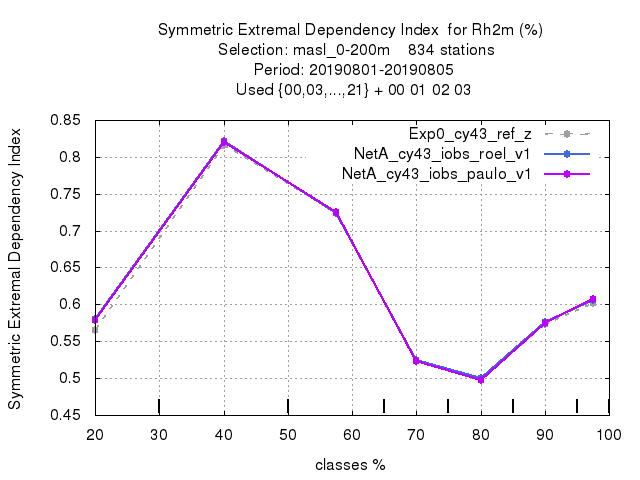 Symmetric Extremal Dependency Index for Rh2m (%)
Selection: masl_0-200m 834 stations
Period: 20190801-20190805
Used {00,03,...,21} + 00 01 02 03
Exp0_cy43_ref_z
NetA_cy43_iobs_roel_v1
NetA_cy43_iobs_paulo_v1
Symmetric Extremal Dependency Index
0.85
0.8
0.75
0.7
0.65
0.6
0.55
0.5
0.45
20 30 40 50 60 70 80 90 100
classes %